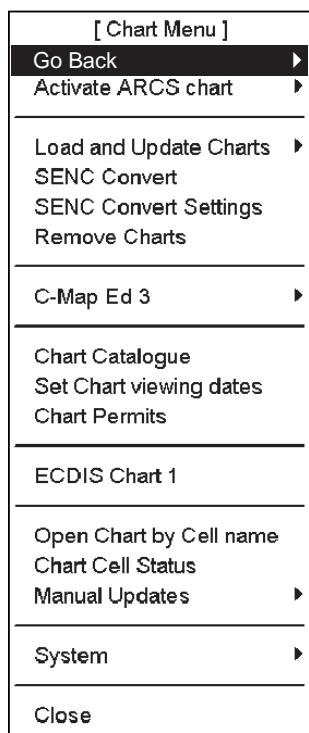 [ Chart Menu ]
Go Back
Activate ARCS chart
Load and Update Charts
SENC Convert
SENC Convert Settings
Remove Charts
C-Map Ed 3
Chart Catalogue
Set Chart viewing dates
Chart Permits
ECDIS Chart 1
Open Chart by Cell name
Chart Cell Status
Manual Updates
System
Close